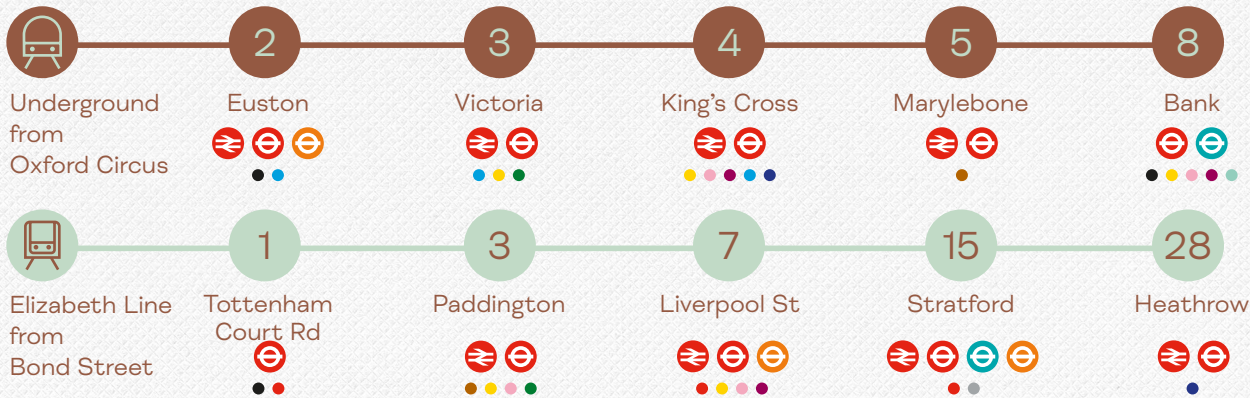 2
3
4
5
8
Underground
from
Oxford Circus
Euston
Victoria
King's Cross
Marylebone
Bank
1
3
7
15
28
Elizabeth Line
from
Bond Street
Tottenham
Court Rd
Paddington
Liverpool St
Stratford
Heathrow